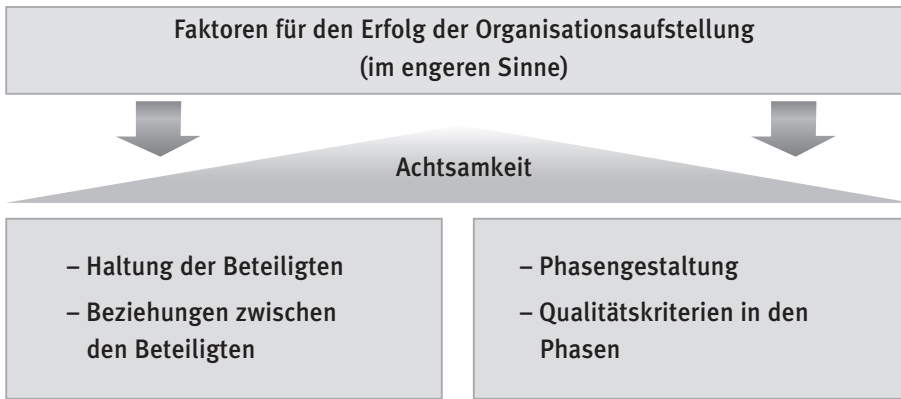 Faktoren für den Erfolg der Organisationsaufstellung
(im engeren Sinne)
Achtsamkeit
– Haltung der Beteiligten
– Beziehungen zwischen
den Beteiligten
– Phasengestaltung
– Qualitätskriterien in den
Phasen